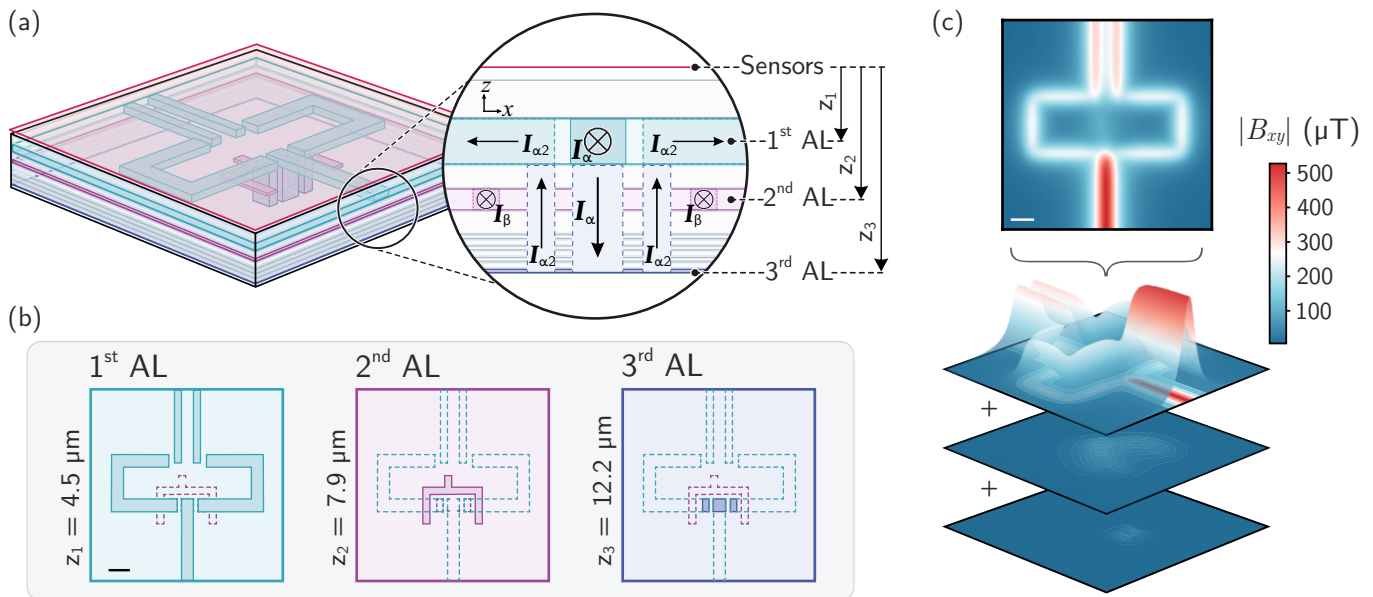 (a)
Sensors
z
x
z₁
I_α2
I_α
I_α2
1ˢᵗ AL
z₂
I_β
I_α
I_β
2ⁿᵈ AL
z₃
I_α2
I_α2
3ʳᵈ AL
(b)
1ˢᵗ AL
2ⁿᵈ AL
3ʳᵈ AL
z₁ = 4.5 µm
z₂ = 7.9 µm
z₃ = 12.2 µm
(c)
|B_xy| (µT)
500
400
300
200
100
+
+